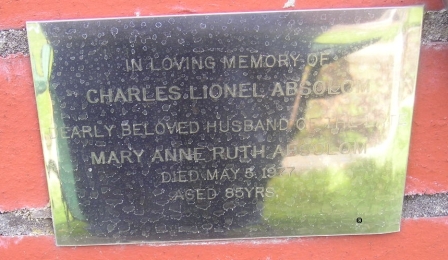 IN LOVING MEMORY OF
CHARLES LIONEL ABSOLOM
DEARLY BELOVED HUSBAND OF
MARY ANNE RUTH ABSOLOM
DIED MAY 5, 1977
AGED 85YRS.